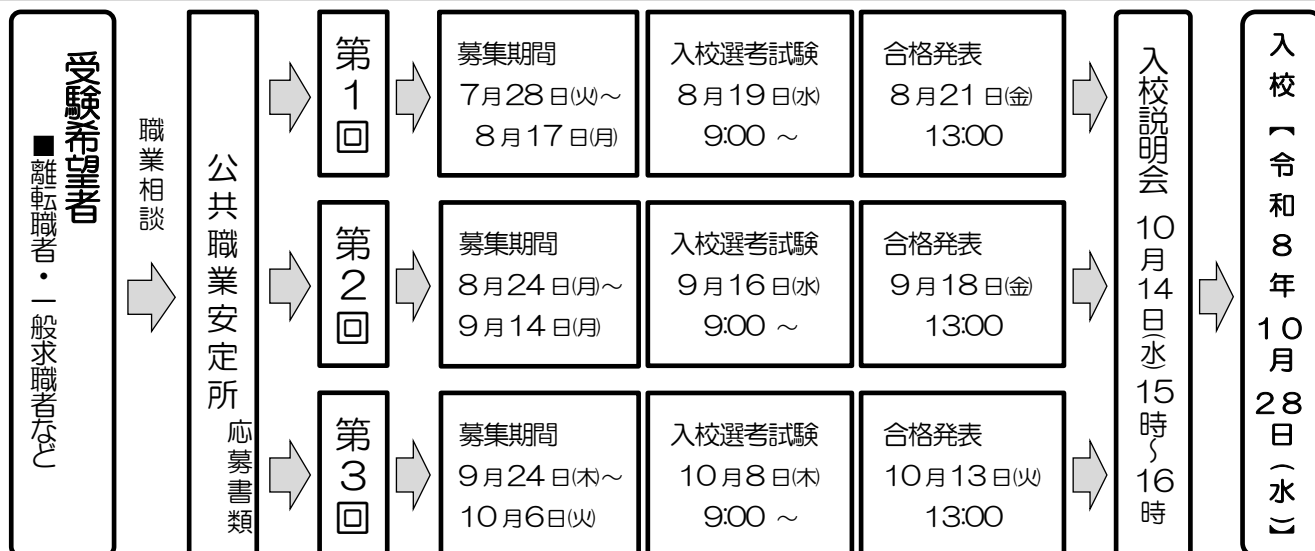 受験希望者
■離転職者・一般求職者など
職業相談
公共職業安定所
応募書類
第1回
募集期間
7月28日(火)～
8月17日(月)
入校選考試験
8月19日(水)
9:00 ～
合格発表
8月21日(金)
13:00
第2回
募集期間
8月24日(月)～
9月14日(月)
入校選考試験
9月16日(水)
9:00 ～
合格発表
9月18日(金)
13:00
第3回
募集期間
9月24日(木)～
10月6日(火)
入校選考試験
10月8日(木)
9:00 ～
合格発表
10月13日(火)
13:00
入校説明会 10月14日(水) 15時～16時
入校【令和8年10月28日(水)】